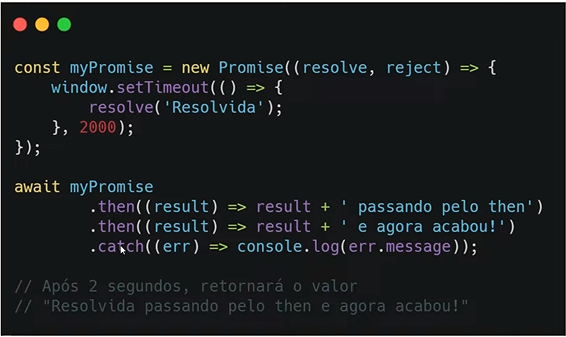 const myPromise = new Promise((resolve, reject) => {
    window.setTimeout(() => {
        resolve('Resolvida');
    }, 2000);
});

await myPromise
        .then((result) => result + ' passando pelo then')
        .then((result) => result + ' e agora acabou!')
        .catch((err) => console.log(err.message));

// Após 2 segundos, retornará o valor
// "Resolvida passando pelo then e agora acabou!"